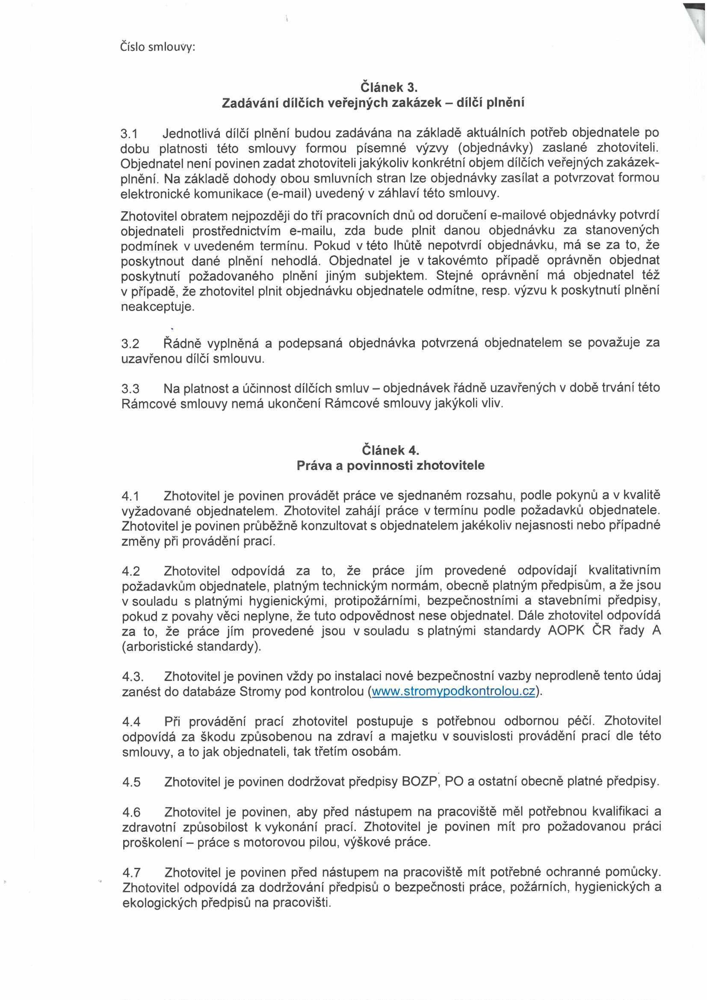 Číslo smlouvy:
Článek 3.
Zadávání dílčích veřejných zakázek – dílčí plnění
3.1 Jednotlivá dílčí plnění budou zadávána na základě aktuálních potřeb objednatele po
dobu platnosti této smlouvy formou písemné výzvy (objednávky) zaslané zhotoviteli.
Objednatel není povinen zadat zhotoviteli jakýkoliv konkrétní objem dílčích veřejných zakázek-
plnění. Na základě dohody obou smluvních stran lze objednávky zasílat a potvrzovat formou
elektronické komunikace (e-mail) uvedený v záhlaví této smlouvy.
Zhotovitel obratem nejpozději do tří pracovních dnů od doručení e-mailové objednávky potvrdí
objednateli prostřednictvím e-mailu, zda bude plnit danou objednávku za stanovených
podmínek v uvedeném termínu. Pokud v této lhůtě nepotvrdí objednávku, má se za to, že
poskytnout dané plnění nehodlá. Objednatel je v takovémto případě oprávněn objednat
poskytnutí požadovaného plnění jiným subjektem. Stejné oprávnění má objednatel též
v případě, že zhotovitel plnit objednávku objednatele odmítne, resp. výzvu k poskytnutí plnění
neakceptuje.
3.2 Řádně vyplněná a podepsaná objednávka potvrzená objednatelem se považuje za
uzavřenou dílčí smlouvu.
3.3 Na platnost a účinnost dílčích smluv – objednávek řádně uzavřených v době trvání této
Rámcové smlouvy nemá ukončení Rámcové smlouvy jakýkoli vliv.
Článek 4.
Práva a povinnosti zhotovitele
4.1 Zhotovitel je povinen provádět práce ve sjednaném rozsahu, podle pokynů a v kvalitě
vyžadované objednatelem. Zhotovitel zahájí práce v termínu podle požadavků objednatele.
Zhotovitel je povinen průběžně konzultovat s objednatelem jakékoliv nejasnosti nebo případné
změny při provádění prací.
4.2 Zhotovitel odpovídá za to, že práce jím provedené odpovídají kvalitativním
požadavkům objednatele, platným technickým normám, obecně platným předpisům, a že jsou
v souladu s platnými hygienickými, protipožárními, bezpečnostními a stavebními předpisy,
pokud z povahy věci neplyne, že tuto odpovědnost nese objednatel. Dále zhotovitel odpovídá
za to, že práce jím provedené jsou v souladu s platnými standardy AOPK ČR řady A
(arboristické standardy).
4.3. Zhotovitel je povinen vždy po instalaci nové bezpečnostní vazby neprodleně tento údaj
zanést do databáze Stromy pod kontrolou (www.stromypodkontrolou.cz).
4.4 Při provádění prací zhotovitel postupuje s potřebnou odbornou péčí. Zhotovitel
odpovídá za škodu způsobenou na zdraví a majetku v souvislosti provádění prací dle této
smlouvy, a to jak objednateli, tak třetím osobám.
4.5 Zhotovitel je povinen dodržovat předpisy BOZP, PO a ostatní obecně platné předpisy.
4.6 Zhotovitel je povinen, aby před nástupem na pracoviště měl potřebnou kvalifikaci a
zdravotní způsobilost k vykonání prací. Zhotovitel je povinen mít pro požadovanou práci
proškolení – práce s motorovou pilou, výškové práce.
4.7 Zhotovitel je povinen před nástupem na pracoviště mít potřebné ochranné pomůcky.
Zhotovitel odpovídá za dodržování předpisů o bezpečnosti práce, požárních, hygienických a
ekologických předpisů na pracovišti.